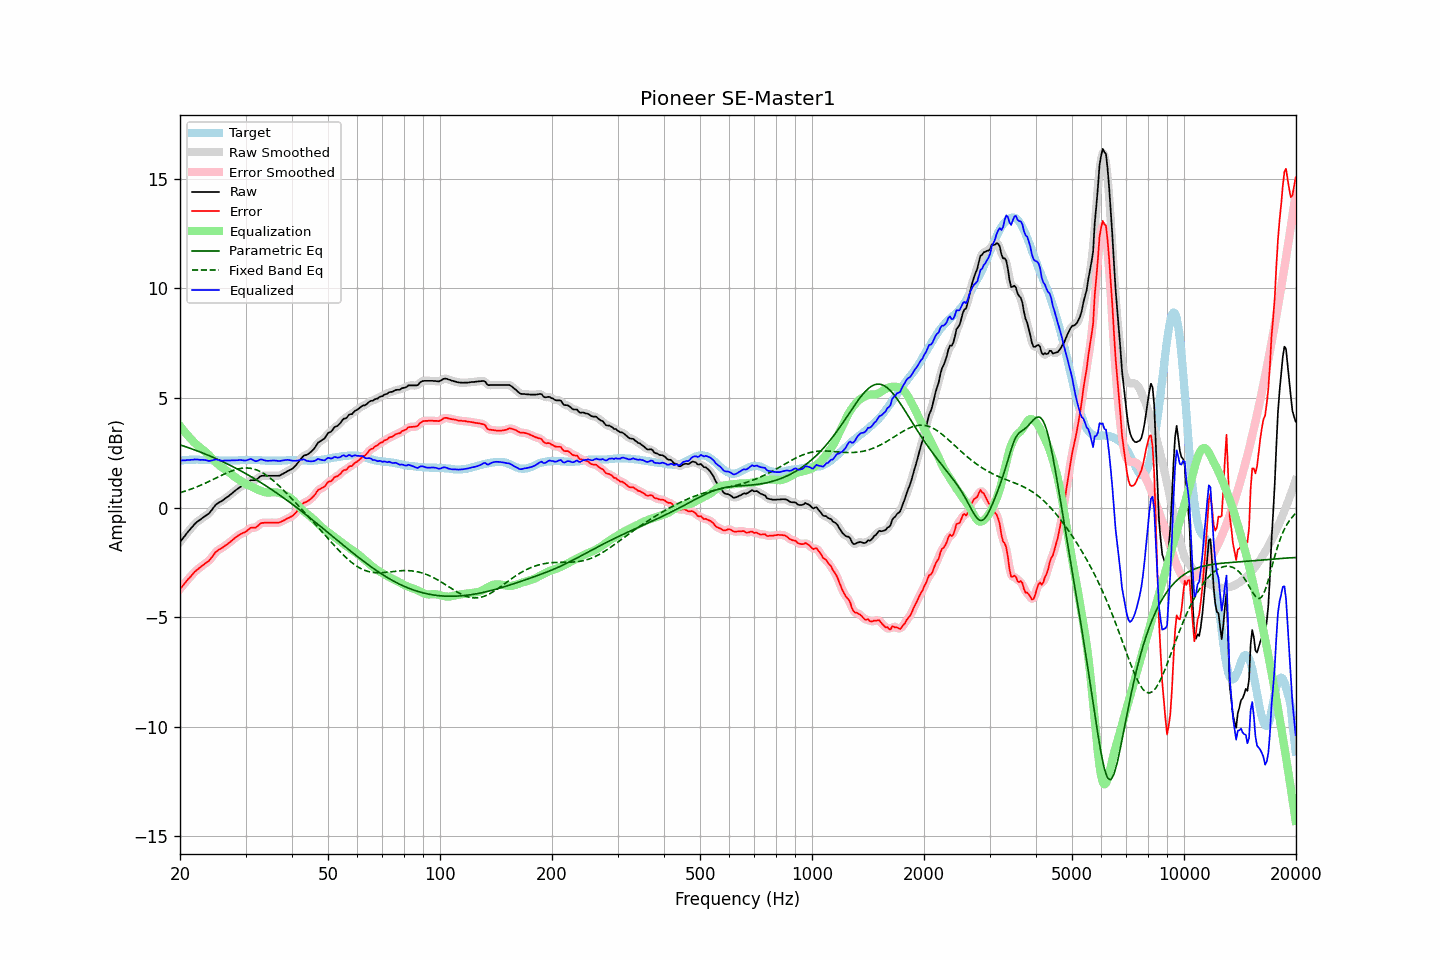 Pioneer SE-Master1
Target
Raw Smoothed
Error Smoothed
Raw
Error
Equalization
Parametric Eq
Fixed Band Eq
Equalized
15
10
5
0
−5
−10
−15
Amplitude (dBr)
20
50
100
200
500
1000
2000
5000
10000
20000
Frequency (Hz)